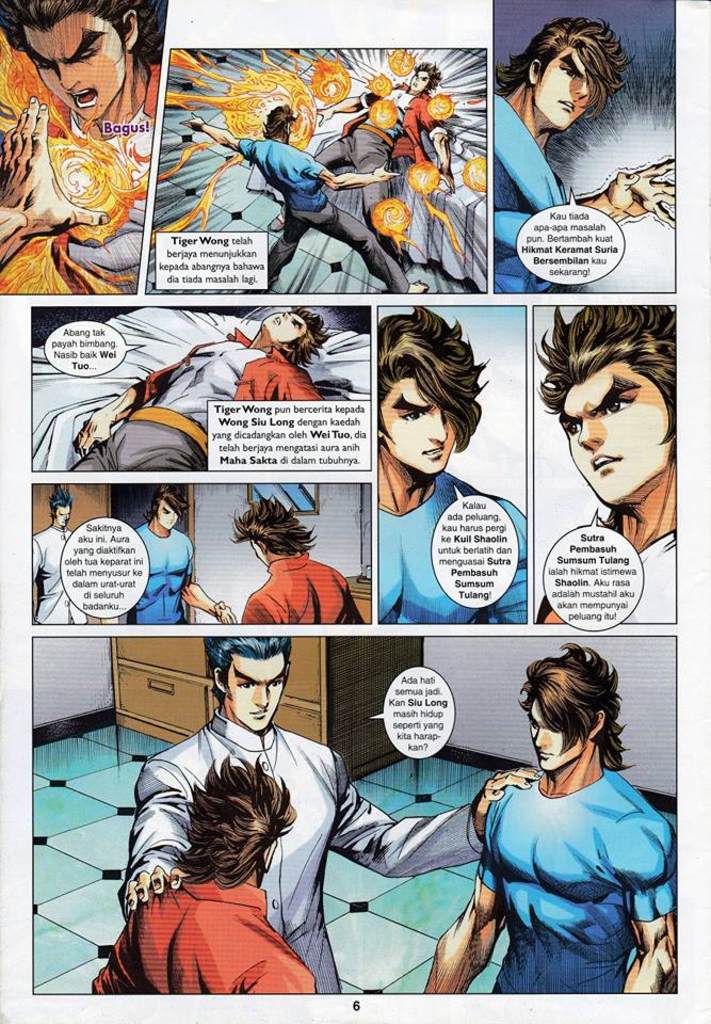 Bagus!
Tiger Wong telah
berjaya menunjukkan
kepada abangnya bahawa
dia tiada masalah lagi.
Kau tiada
apa-apa masalah
pun. Bertambah kuat
Hikmat Keramat Suria
Bersembilan kau
sekarang!
Abang tak
payah bimbang.
Nasib baik Wei
Tuo...
Tiger Wong pun bercerita kepada
Wong Siu Long dengan kaedah
yang dicadangkan oleh Wei Tuo, dia
telah berjaya mengatasi aura anih
Maha Sakta di dalam tubuhnya.
Sakitnya
aku ini. Aura
yang diaktifkan
oleh tua keparat ini
telah menyusur ke
dalam urat-urat
di seluruh
badanku...
Kalau
ada peluang,
kau harus pergi
ke Kuil Shaolin
untuk berlatih dan
menguasai Sutra
Pembasuh
Sumsum
Tulang!
Sutra
Pembasuh
Sumsum Tulang
ialah hikmat istimewa
Shaolin. Aku rasa
adalah mustahil aku
akan mempunyai
peluang itu!
Ada hati
semua jadi.
Kan Siu Long
masih hidup
seperti yang
kita harap-
kan?
6